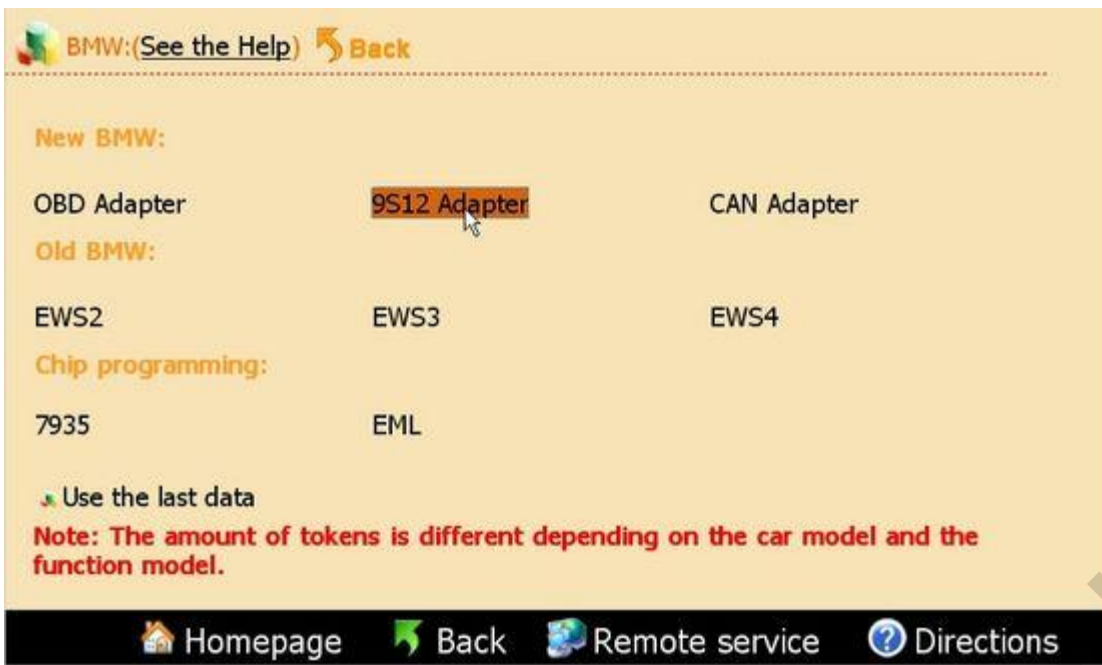 BMW:(See the Help) Back
New BMW:
OBD Adapter 9S12 Adapter CAN Adapter
Old BMW:
EWS2 EWS3 EWS4
Chip programming:
7935 EML
Use the last data
Note: The amount of tokens is different depending on the car model and the
function model.
Homepage Back Remote service Directions